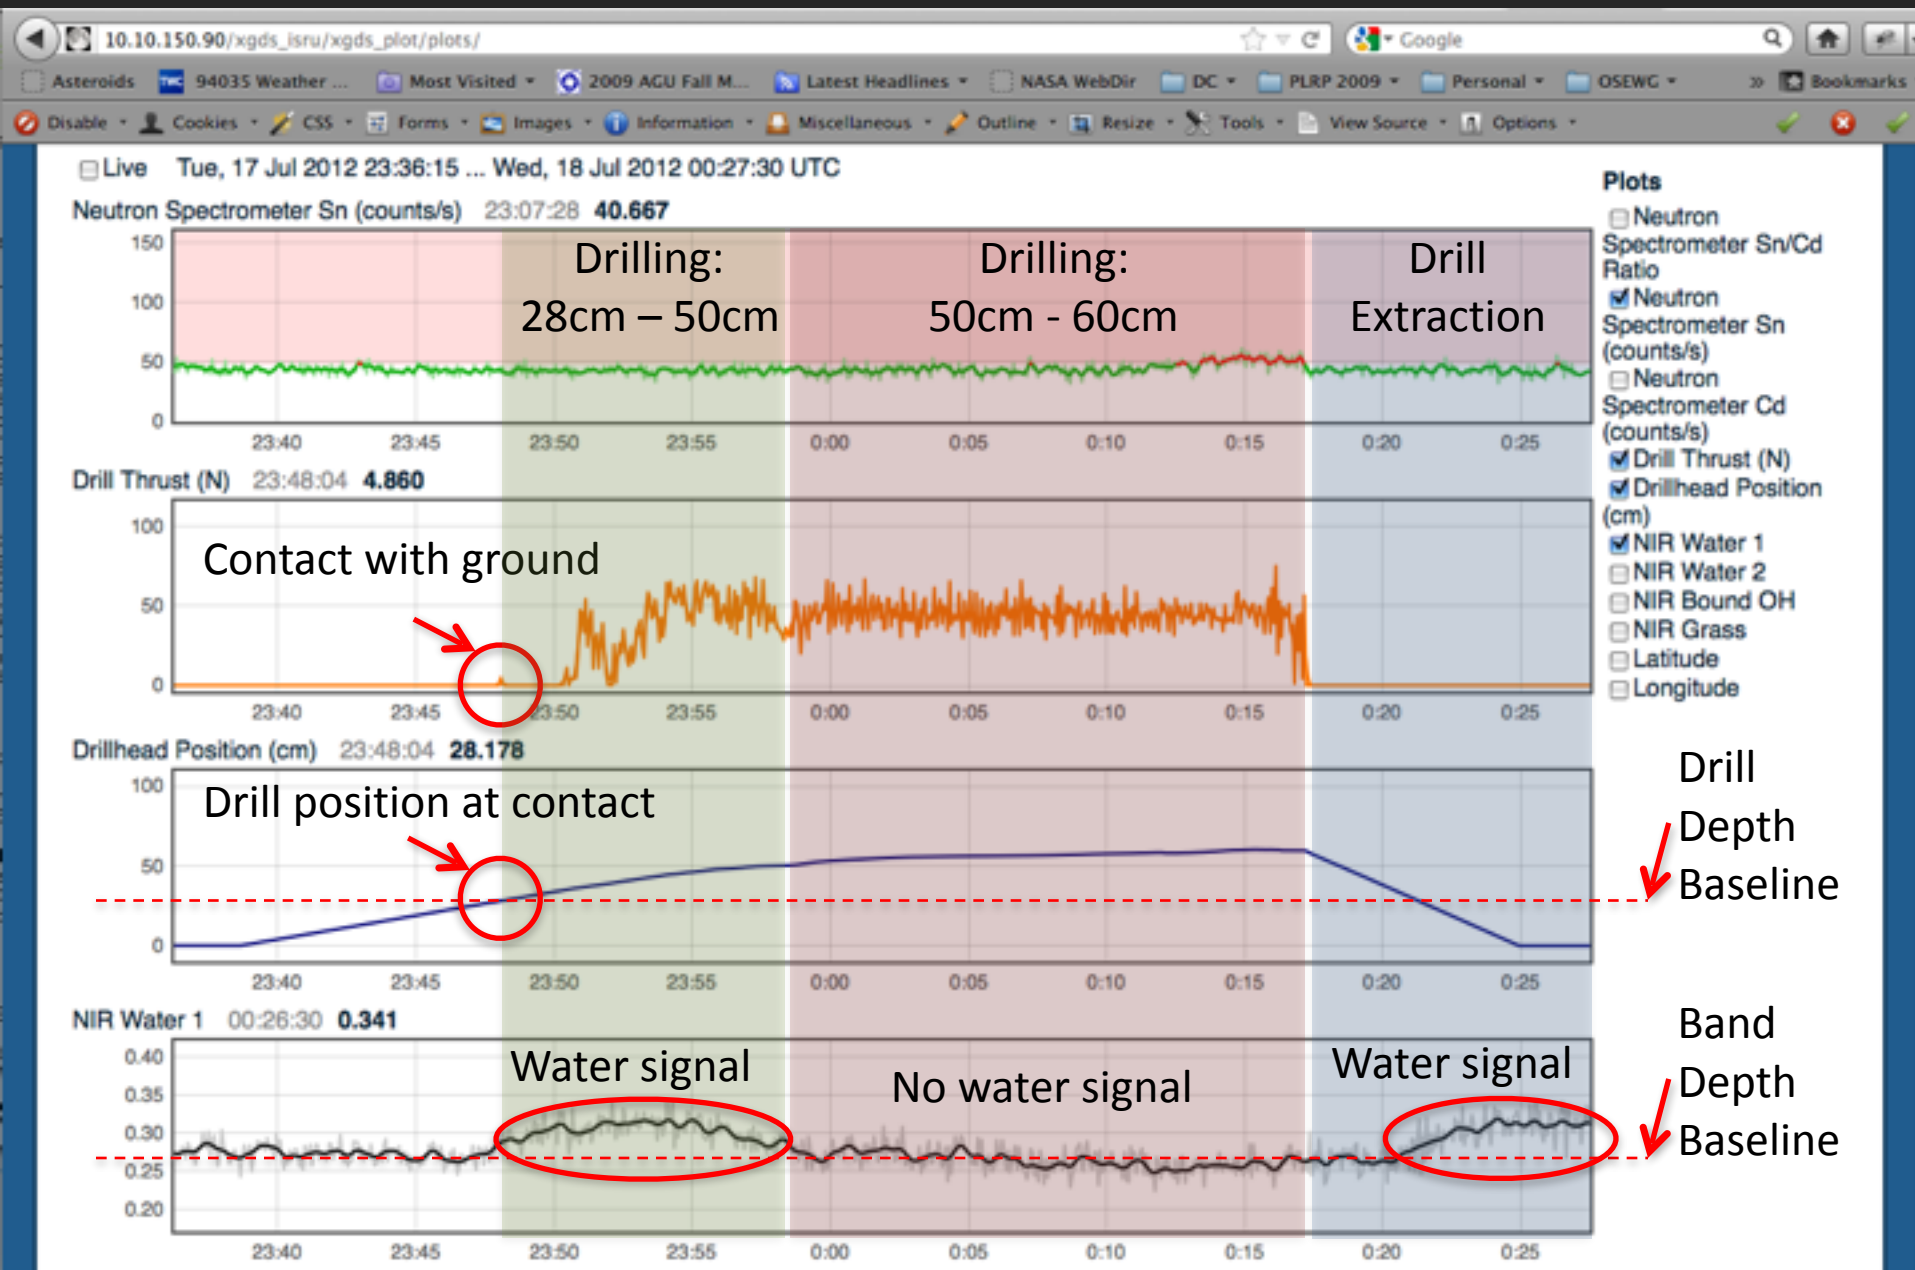 10.10.150.90/xgds_isru/xgds_plot/plots/
Google
Asteroids 94035 Weather ... Most Visited 2009 AGU Fall M... Latest Headlines NASA WebDir DC PLRP 2009 Personal OSEWG » Bookmarks
Disable Cookies CSS Forms Images Information Miscellaneous Outline Resize Tools View Source Options
Live Tue, 17 Jul 2012 23:36:15 ... Wed, 18 Jul 2012 00:27:30 UTC
Neutron Spectrometer Sn (counts/s) 23:07:28 40.667
150
100
50
0
Drilling:
28cm – 50cm
Drilling:
50cm - 60cm
Drill
Extraction
23:40 23:45 23:50 23:55 0:00 0:05 0:10 0:15 0:20 0:25
Drill Thrust (N) 23:48:04 4.860
100
50
0
Contact with ground
23:40 23:45 23:50 23:55 0:00 0:05 0:10 0:15 0:20 0:25
Drillhead Position (cm) 23:48:04 28.178
100
50
0
Drill position at contact
Drill
Depth
Baseline
23:40 23:45 23:50 23:55 0:00 0:05 0:10 0:15 0:20 0:25
NIR Water 1 00:26:30 0.341
0.40
0.35
0.30
0.25
0.20
Water signal
No water signal
Water signal
Band
Depth
Baseline
23:40 23:45 23:50 23:55 0:00 0:05 0:10 0:15 0:20 0:25
Plots
Neutron
Spectrometer Sn/Cd
Ratio
Neutron
Spectrometer Sn
(counts/s)
Neutron
Spectrometer Cd
(counts/s)
Drill Thrust (N)
Drillhead Position
(cm)
NIR Water 1
NIR Water 2
NIR Bound OH
NIR Grass
Latitude
Longitude